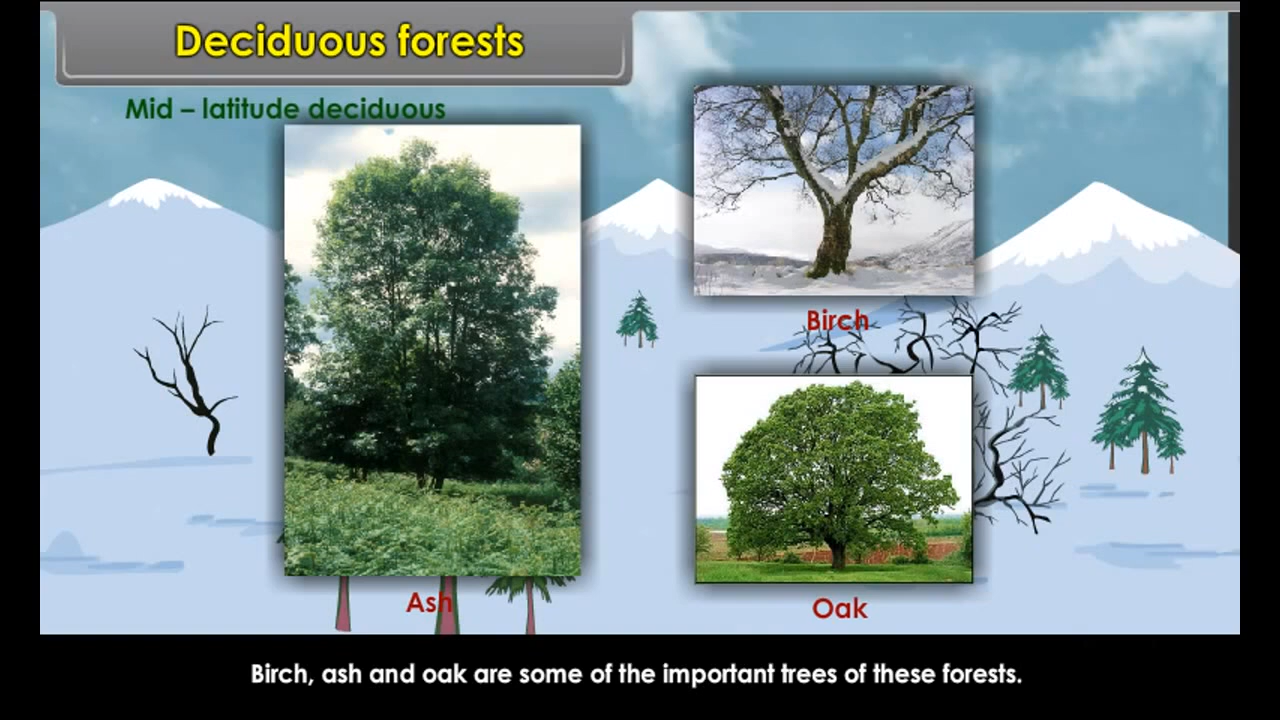 Deciduous forests
Mid – latitude deciduous
Birch
Ash
Oak
Birch, ash and oak are some of the important trees of these forests.